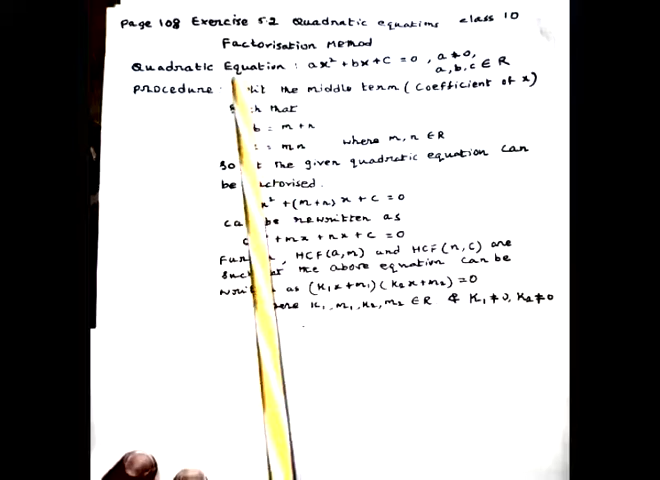 Page 108 Exercise 5.2 Quadratic equations class 10
Factorisation Method
Quadratic Equation : ax² + bx + c = 0 , a ≠ 0,
a, b, c ∈ R
Procedure : the middle term (coefficient of x)
that
b = m + n
= mn where m, n ∈ R
So the given quadratic equation can
be factorised.
x² + (m + n) x + c = 0
can be rewritten as
+ mx + nx + c = 0
HCF(a, m) and HCF(n, c) are
such the above equation can be
as (K₁x + m₁) (K₂x + m₂) = 0
K₁, m₁, K₂, m₂ ∈ R & K₁ ≠ 0, K₂ ≠ 0